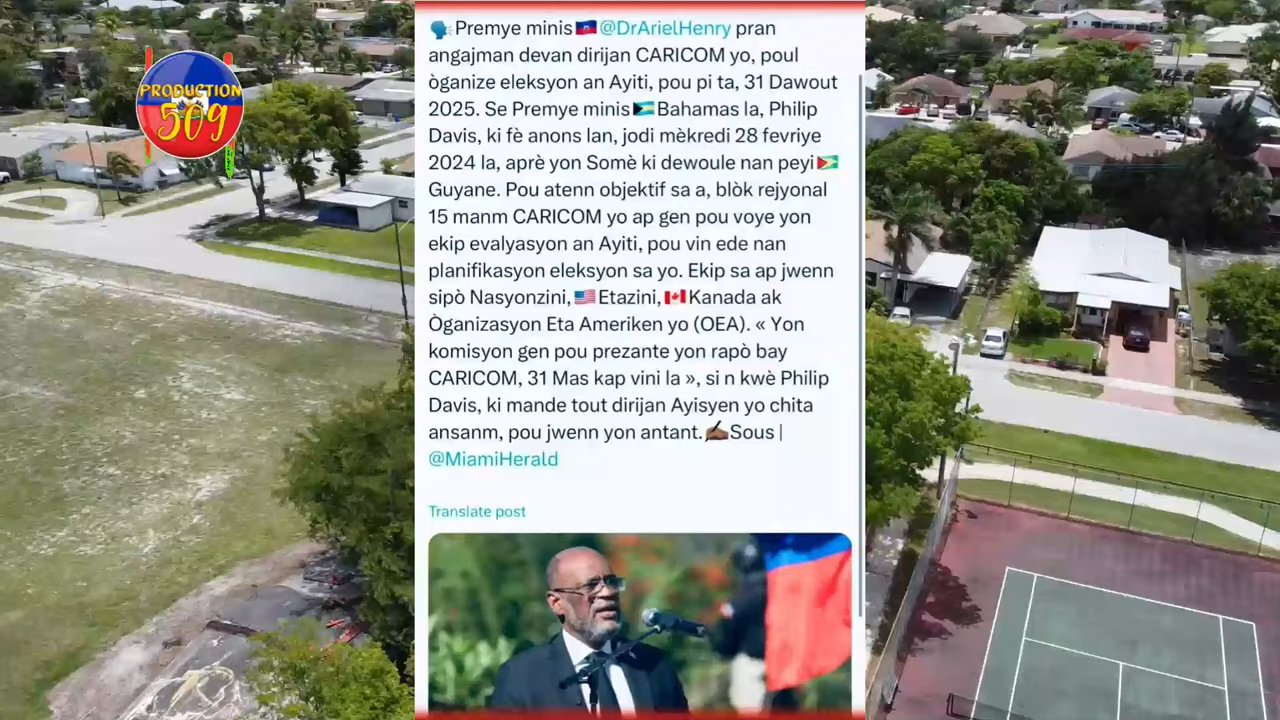 PRODUCTION
509
Premye minis @DrArielHenry pran
angajman devan dirijan CARICOM yo, poul
òganize eleksyon an Ayiti, pou pi ta, 31 Dawout
2025. Se Premye minis Bahamas la, Philip
Davis, ki fè anons lan, jodi mèkredi 28 fevriye
2024 la, aprè yon Somè ki dewoule nan peyi
Guyane. Pou atenn objektif sa a, blòk rejyonal
15 manm CARICOM yo ap gen pou voye yon
ekip evalyasyon an Ayiti, pou vin ede nan
planifikasyon eleksyon sa yo. Ekip sa ap jwenn
sipò Nasyonzini, Etazini, Kanada ak
Òganizasyon Eta Ameriken yo (OEA). « Yon
komisyon gen pou prezante yon rapò bay
CARICOM, 31 Mas kap vini la », si n kwè Philip
Davis, ki mande tout dirijan Ayisyen yo chita
ansanm, pou jwenn yon antant. Sous |
@MiamiHerald
Translate post